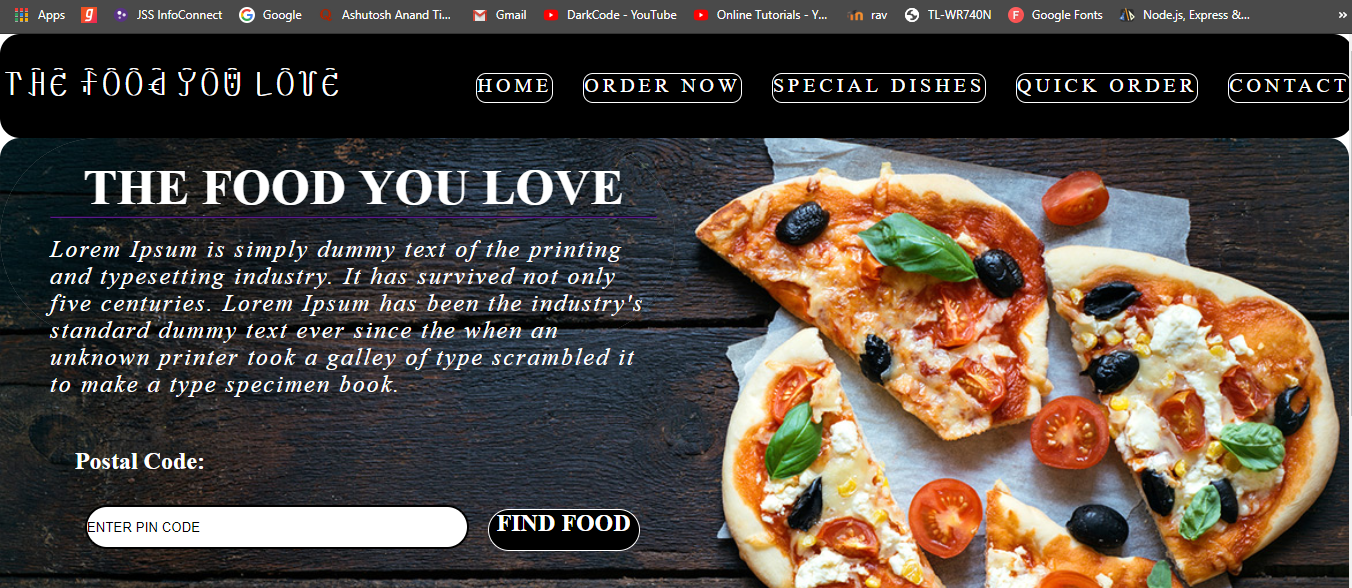 Apps JSS InfoConnect Google Ashutosh Anand Ti... Gmail DarkCode - YouTube Online Tutorials - Y... rav TL-WR740N Google Fonts Node.js, Express &... »
THE FOOD YOU LOVE HOME ORDER NOW SPECIAL DISHES QUICK ORDER CONTACT
THE FOOD YOU LOVE
Lorem Ipsum is simply dummy text of the printing
and typesetting industry. It has survived not only
five centuries. Lorem Ipsum has been the industry's
standard dummy text ever since the when an
unknown printer took a galley of type scrambled it
to make a type specimen book.
Postal Code:
ENTER PIN CODE FIND FOOD